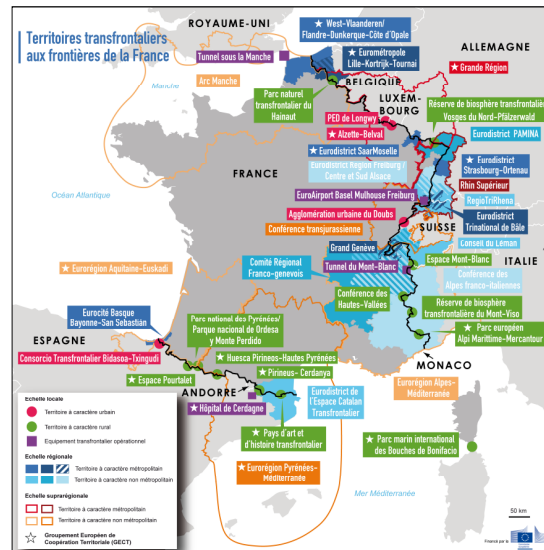 Territoires transfrontaliers
aux frontières de la France
ROYAUME-UNI
Tunnel sous la Manche
Manche
Arc Manche
☆ West-Vlaanderen/
Flandre-Dunkerque-Côte d'Opale
☆ Eurométropole
Lille-Kortrijk-Tournai
ALLEMAGNE
BELGIQUE
☆ Grande Région
Parc naturel
transfrontalier du
Hainaut
LUXEM-
BOURG
Réserve de biosphère transfrontalière
Vosges du Nord-Pfälzerwald
PED de Longwy
☆ Alzette-Belval
Eurodistrict PAMINA
☆ Eurodistrict SaarMoselle
Eurodistrict Region Freiburg /
Centre et Sud Alsace
☆ Eurodistrict
Strasbourg-Ortenau
FRANCE
Océan Atlantique
EuroAirport Basel Mulhouse Freiburg
Rhin Supérieur
RegioTriRhena
Agglomération urbaine du Doubs
Eurodistrict
Trinational de Bâle
Conférence transjurassienne
SUISSE
Conseil du Léman
Grand Genève
ITALIE
Espace Mont-Blanc
☆ Eurorégion Aquitaine-Euskadi
Comité Régional
Franco-genevois
Tunnel du Mont-Blanc
Conférence des
Alpes franco-italiennes
Conférence des
Hautes-Vallées
Réserve de biosphère
transfrontalière du Mont-Viso
Eurocité Basque
Bayonne-San Sebastián
Parc national des Pyrénées/
Parque nacional de Ordesa
y Monte Perdido
☆ Parc européen
Alpi Marittime-Mercantour
ESPAGNE
Consorcio Transfrontalier Bidasoa-Txingudi
☆ Huesca Pirineos-Hautes Pyrénées
MONACO
☆ Espace Pourtalet
☆ Pirineus- Cerdanya
Eurorégion Alpes-
Méditerranée
ANDORRE
Eurodistrict de
l'Espace Catalan
Transfrontalier
☆ Hôpital de Cerdagne
☆ Pays d'art et
d'histoire transfrontalier
☆ Parc marin international
des Bouches de Bonifacio
☆ Eurorégion Pyrénées-
Méditerranée
Mer Méditerranée
Echelle locale
Territoire à caractère urbain
Territoire à caractère rural
Equipement transfrontalier opérationnel
Echelle régionale
Territoire à caractère métropolitain
Territoire à caractère non métropolitain
Echelle suprarégionale
Territoire à caractère métropolitain
Territoire à caractère non métropolitain
☆ Groupement Européen de
Coopération Territoriale (GECT)
50 km
Financé par la